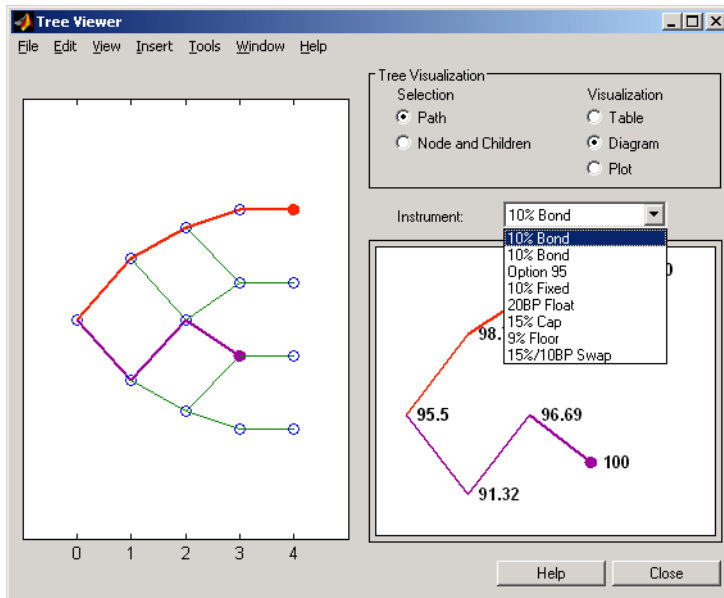 Tree Viewer
File Edit View Insert Tools Window Help
Tree Visualization
Selection
Visualization
Path
Table
Node and Children
Diagram
Plot
Instrument:
10% Bond
10% Bond
10% Bond
Option 95
10% Fixed
20BP Float
15% Cap
9% Floor
15%/10BP Swap
98.
95.5
96.69
100
91.32
0 1 2 3 4
Help
Close